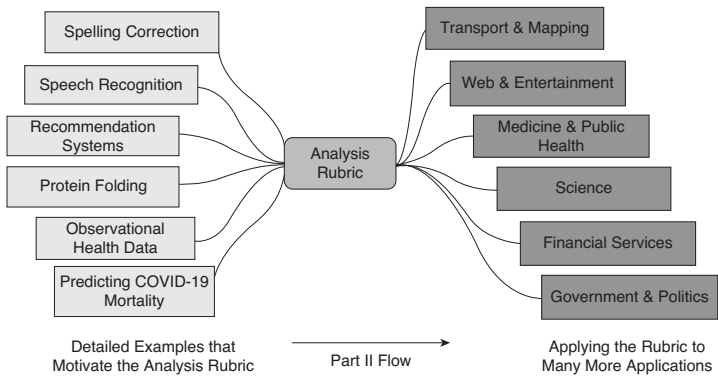 Spelling Correction
Speech Recognition
Recommendation
Systems
Protein Folding
Observational
Health Data
Predicting COVID-19
Mortality
Analysis
Rubric
Transport & Mapping
Web & Entertainment
Medicine & Public
Health
Science
Financial Services
Government & Politics
Detailed Examples that
Motivate the Analysis Rubric
Part II Flow
Applying the Rubric to
Many More Applications